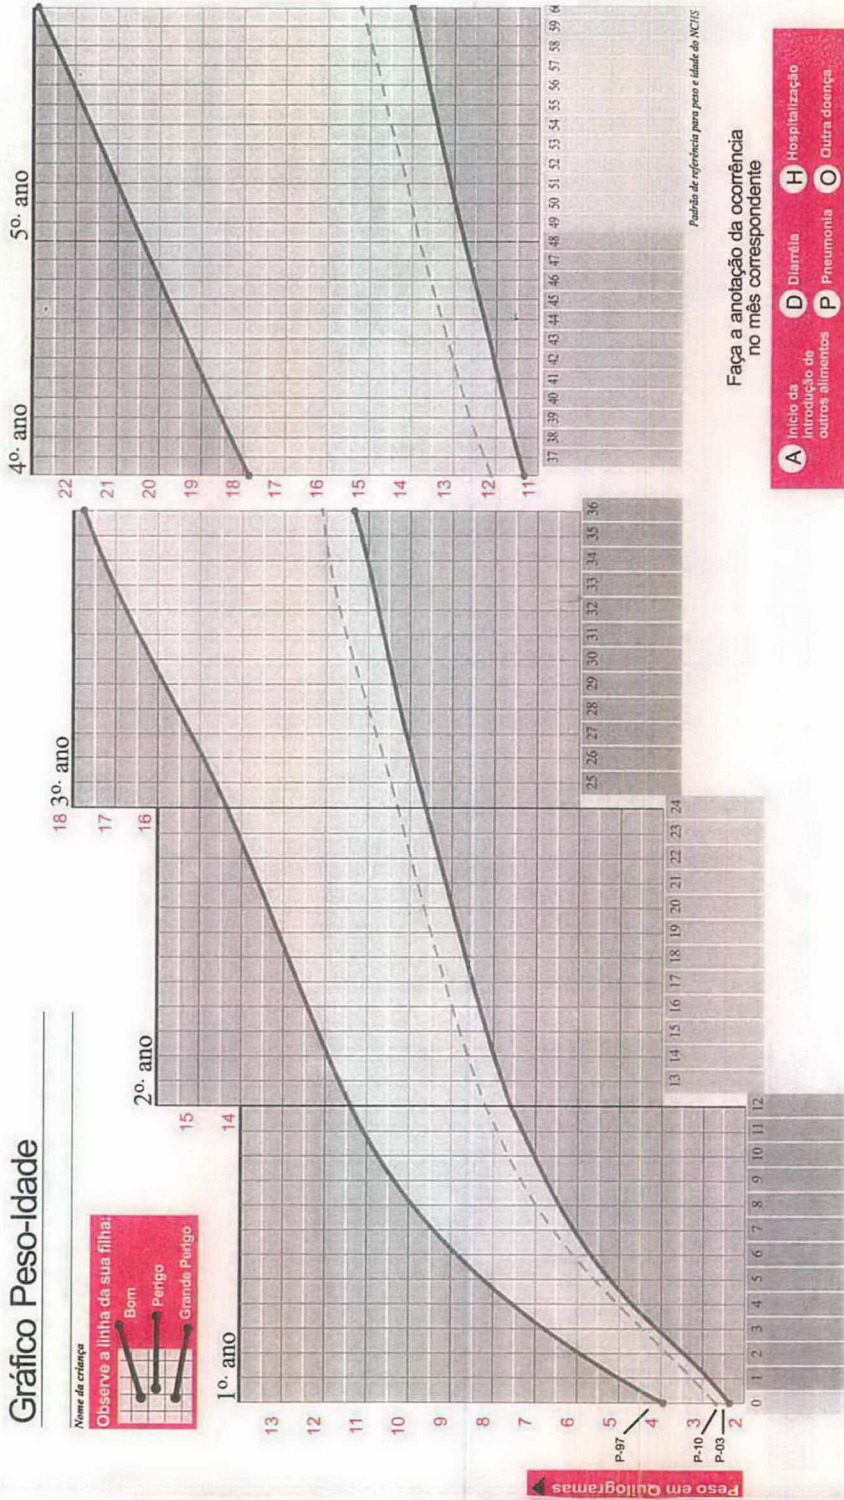 Gráfico Peso-Idade
Nome da criança
Observe a linha da sua filha:
Bom
Perigo
Grande Perigo
Peso em Quilogramas
1º. ano
13
12
11
10
9
8
7
6
5
4
3
2
P-97
P-10
P-03
0 1 2 3 4 5 6 7 8 9 10 11 12
2º. ano
15
14
13 14 15 16 17 18 19 20 21 22 23 24
3º. ano
18
17
16
25 26 27 28 29 30 31 32 33 34 35 36
4º. ano
5º. ano
22
21
20
19
18
17
16
15
14
13
12
11
37 38 39 40 41 42 43 44 45 46 47 48 49 50 51 52 53 54 55 56 57 58 59
Padrão de referência para peso e idade do NCHS
Faça a anotação da ocorrência
no mês correspondente
A Início da
introdução de
outros alimentos
D Diarréia
H Hospitalização
P Pneumonia
O Outra doença